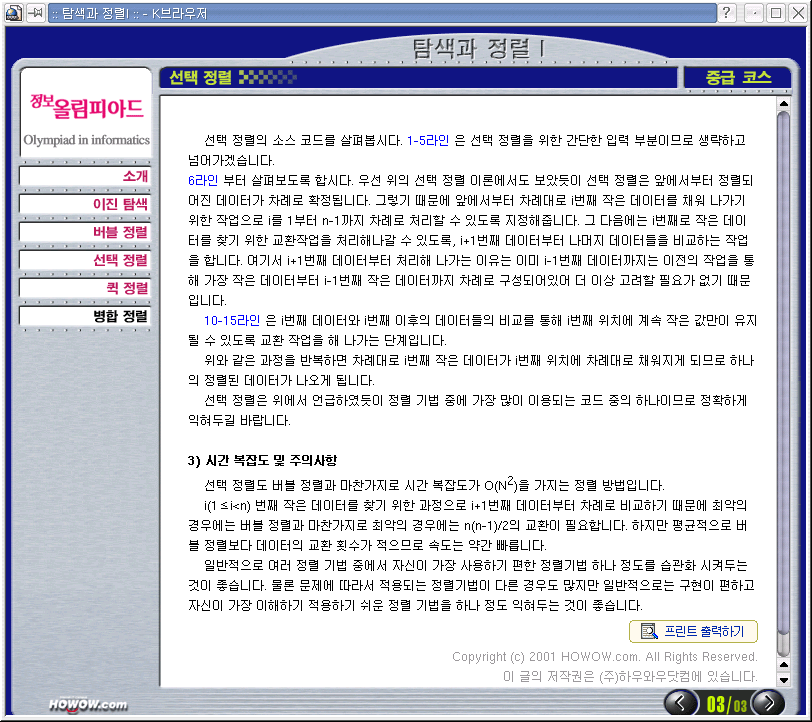 :: 탐색과 정렬I :: - K브라우저
탐색과 정렬 I
정보올림피아드
Olympiad in informatics
선택 정렬
중급 코스
소개
이진 탐색
버블 정렬
선택 정렬
퀵 정렬
병합 정렬
선택 정렬의 소스 코드를 살펴봅시다. 1-5라인 은 선택 정렬을 위한 간단한 입력 부분이므로 생략하고
넘어가겠습니다.
6라인 부터 살펴보도록 합시다. 우선 위의 선택 정렬 이론에서도 보았듯이 선택 정렬은 앞에서부터 정렬되
어진 데이터가 차례로 확정됩니다. 그렇기 때문에 앞에서부터 차례대로 i번째 작은 데이터를 채워 나가기
위한 작업으로 i를 1부터 n-1까지 차례로 처리할 수 있도록 지정해줍니다. 그 다음에는 i번째로 작은 데이
터를 찾기 위한 교환작업을 처리해나갈 수 있도록, i+1번째 데이터부터 나머지 데이터들을 비교하는 작업
을 합니다. 여기서 i+1번째 데이터부터 처리해 나가는 이유는 이미 i-1번째 데이터까지는 이전의 작업을 통
해 가장 작은 데이터부터 i-1번째 작은 데이터까지 차례로 구성되어있어 더 이상 고려할 필요가 없기 때문
입니다.
10-15라인 은 i번째 데이터와 i번째 이후의 데이터들의 비교를 통해 i번째 위치에 계속 작은 값만이 유지
될 수 있도록 교환 작업을 해 나가는 단계입니다.
위와 같은 과정을 반복하면 차례대로 i번째 작은 데이터가 i번째 위치에 차례대로 채워지게 되므로 하나
의 정렬된 데이터가 나오게 됩니다.
선택 정렬은 위에서 언급하였듯이 정렬 기법 중에 가장 많이 이용되는 코드 중의 하나이므로 정확하게
익혀두길 바랍니다.
3) 시간 복잡도 및 주의사항
선택 정렬도 버블 정렬과 마찬가지로 시간 복잡도가 O(N²)을 가지는 정렬 방법입니다.
i(1≤i<n) 번째 작은 데이터를 찾기 위한 과정으로 i+1번째 데이터부터 차례로 비교하기 때문에 최악의
경우에는 버블 정렬과 마찬가지로 최악의 경우에는 n(n-1)/2의 교환이 필요합니다. 하지만 평균적으로 버
블 정렬보다 데이터의 교환 횟수가 적으므로 속도는 약간 빠릅니다.
일반적으로 여러 정렬 기법 중에서 자신이 가장 사용하기 편한 정렬기법 하나 정도를 습관화 시켜두는
것이 좋습니다. 물론 문제에 따라서 적용되는 정렬기법이 다른 경우도 많지만 일반적으로는 구현이 편하고
자신이 가장 이해하기 적용하기 쉬운 정렬 기법을 하나 정도 익혀두는 것이 좋습니다.
프린트 출력하기
Copyright (c) 2001 HOWOW.com. All Rights Reserved.
이 글의 저작권은 (주)하우와우닷컴에 있습니다.
HOWOW.com
03/03